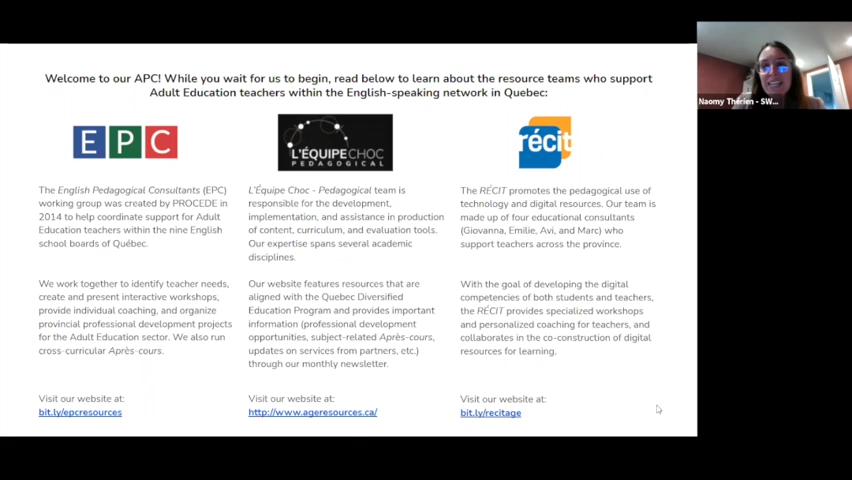 Welcome to our APC! While you wait for us to begin, read below to learn about the resource teams who support
Adult Education teachers within the English-speaking network in Quebec:
EPC
L'ÉQUIPE CHOC
PEDAGOGICAL
récit
The English Pedagogical Consultants (EPC)
working group was created by PROCEDE in
2014 to help coordinate support for Adult
Education teachers within the nine English
school boards of Québec.
We work together to identify teacher needs,
create and present interactive workshops,
provide individual coaching, and organize
provincial professional development projects
for the Adult Education sector. We also run
cross-curricular Après-cours.
Visit our website at:
bit.ly/epcresources
L'Équipe Choc - Pedagogical team is
responsible for the development,
implementation, and assistance in production
of content, curriculum, and evaluation tools.
Our expertise spans several academic
disciplines.
Our website features resources that are
aligned with the Quebec Diversified
Education Program and provides important
information (professional development
opportunities, subject-related Après-cours,
updates on services from partners, etc.)
through our monthly newsletter.
Visit our website at:
http://www.ageresources.ca/
The RÉCIT promotes the pedagogical use of
technology and digital resources. Our team is
made up of four educational consultants
(Giovanna, Emilie, Avi, and Marc) who
support teachers across the province.
With the goal of developing the digital
competencies of both students and teachers,
the RÉCIT provides specialized workshops
and personalized coaching for teachers, and
collaborates in the co-construction of digital
resources for learning.
Visit our website at:
bit.ly/recitage
Naomy Thérien - SW...